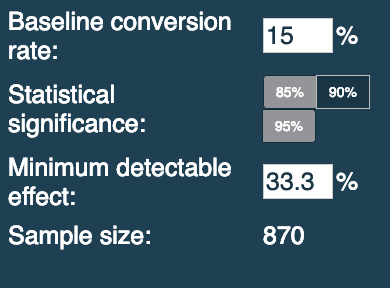 Baseline conversion
rate:
15 %
Statistical
significance:
85% 90%
95%
Minimum detectable
effect:
33.3 %
Sample size: 870